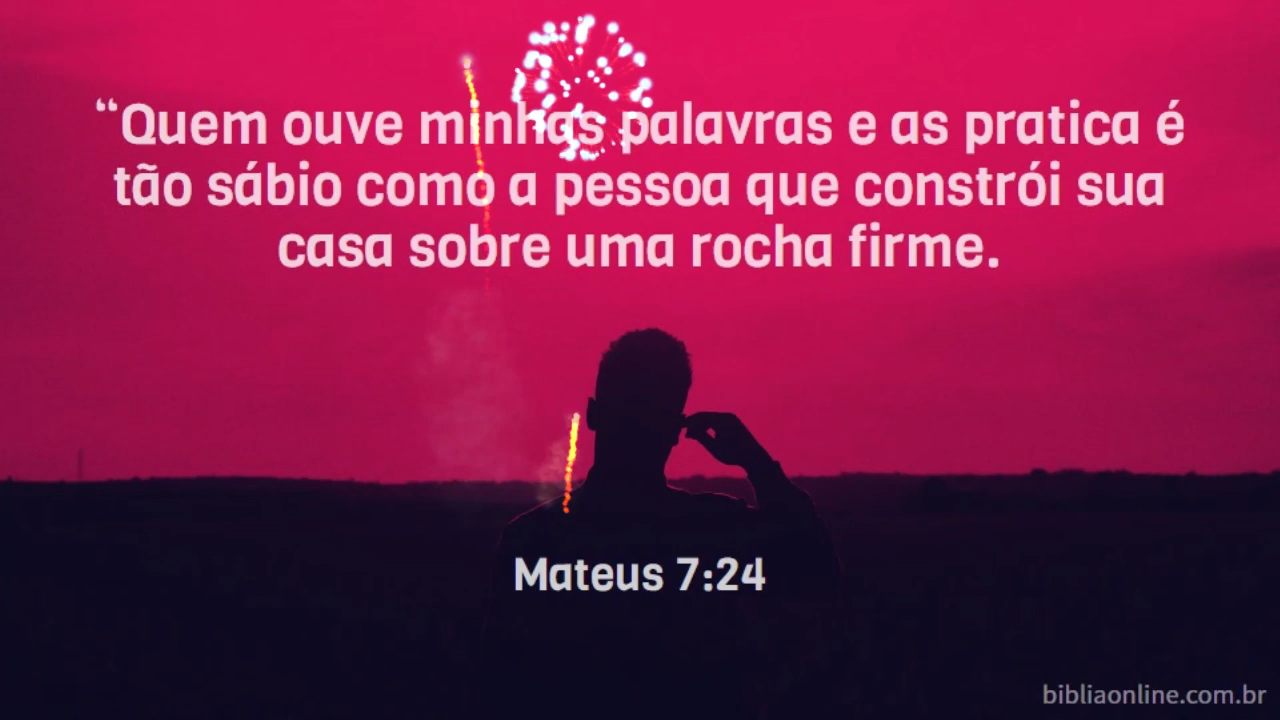 “Quem ouve minhas palavras e as pratica é
tão sábio como a pessoa que constrói sua
casa sobre uma rocha firme.
Mateus 7:24
bibliaonline.com.br